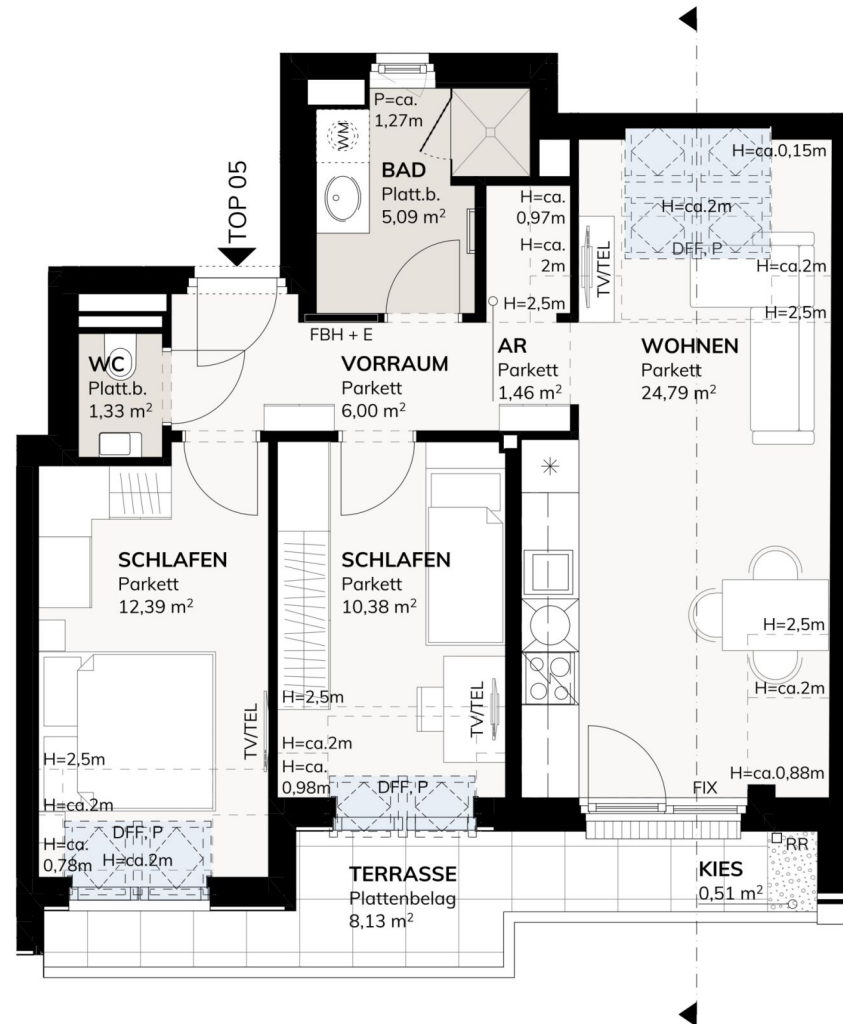 TOP 05
P=ca.
1,27m
WM
BAD
Platt.b.
5,09 m²
H=ca.
0,97m
H=ca.
2m
H=2,5m
TV/TEL
H=ca.0,15m
H=ca.2m
DFF, P
H=ca.2m
H=2,5m
FBH + E
WC
Platt.b.
1,33 m²
VORRAUM
Parkett
6,00 m²
AR
Parkett
1,46 m²
WOHNEN
Parkett
24,79 m²
SCHLAFEN
Parkett
12,39 m²
SCHLAFEN
Parkett
10,38 m²
H=2,5m
H=ca.2m
H=ca.0,88m
FIX
TV/TEL
H=2,5m
H=ca.2m
H=ca.
0,98m
DFF, P
TV/TEL
H=2,5m
H=ca.2m
H=ca.
0,78m
DFF, P
H=ca.2m
TERRASSE
Plattenbelag
8,13 m²
KIES
0,51 m²
RR